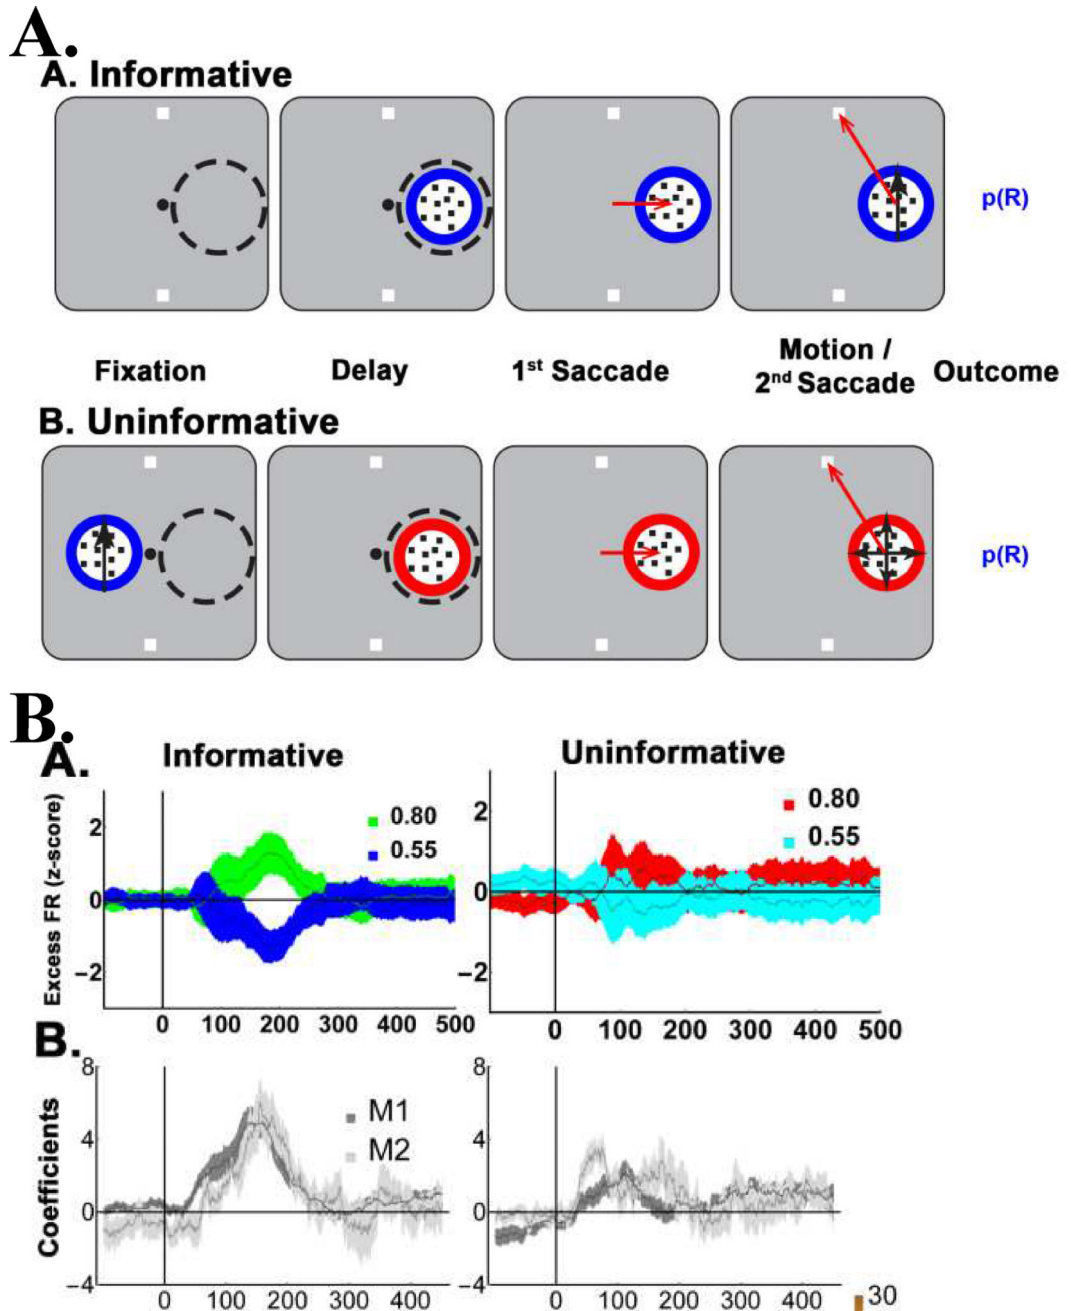 A.
A. Informative
p(R)
Fixation Delay 1st Saccade Motion / 2nd Saccade Outcome
B. Uninformative
p(R)
B.
A. Informative Uninformative
Excess FR (z-score)
2
0
−2
0.80
0.55
0 100 200 300 400 500
2
0
−2
0.80
0.55
0 100 200 300 400 500
B.
Coefficients
8
4
0
−4
M1
M2
0 100 200 300 400
8
4
0
−4
0 100 200 300 400
30